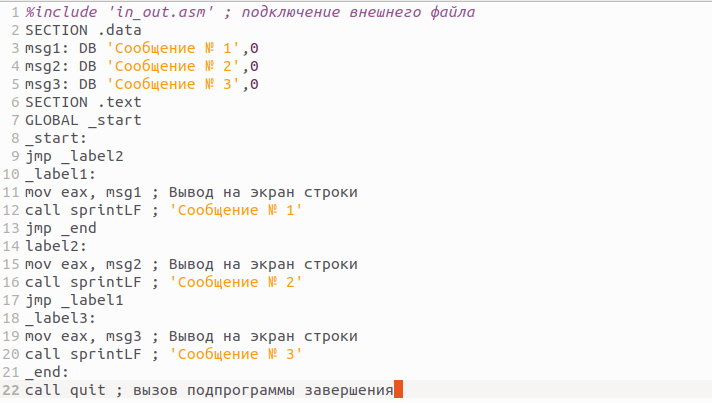 1 %include 'in_out.asm' ; подключение внешнего файла
2 SECTION .data
3 msg1: DB 'Сообщение № 1',0
4 msg2: DB 'Сообщение № 2',0
5 msg3: DB 'Сообщение № 3',0
6 SECTION .text
7 GLOBAL _start
8 _start:
9 jmp _label2
10 _label1:
11 mov eax, msg1 ; Вывод на экран строки
12 call sprintLF ; 'Сообщение № 1'
13 jmp _end
14 label2:
15 mov eax, msg2 ; Вывод на экран строки
16 call sprintLF ; 'Сообщение № 2'
17 jmp _label1
18 _label3:
19 mov eax, msg3 ; Вывод на экран строки
20 call sprintLF ; 'Сообщение № 3'
21 _end:
22 call quit ; вызов подпрограммы завершения